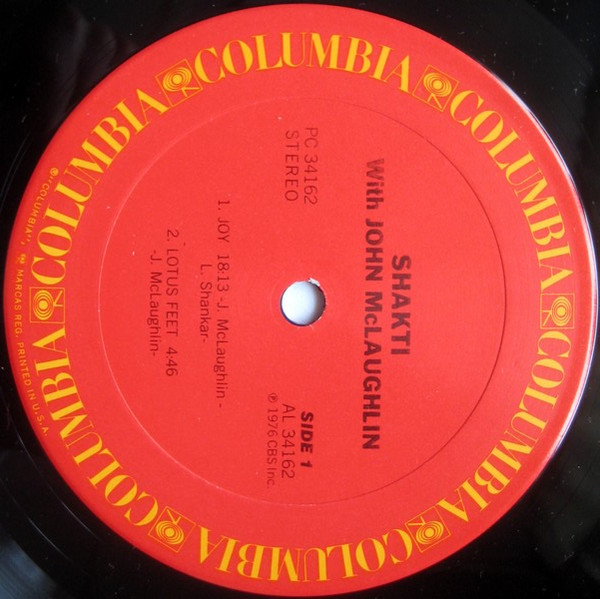 COLUMBIA
COLUMBIA
COLUMBIA
COLUMBIA
COLUMBIA
COLUMBIA
SHAKTI
With JOHN McLAUGHLIN
PC 34162
STEREO
SIDE 1
AL 34162
℗ 1976 CBS Inc.
1. JOY 18:13 -J. McLaughlin -
L. Shankar-
2. LOTUS FEET 4:46
-J. McLaughlin-
® "COLUMBIA", MARCAS REG. PRINTED IN U.S.A.